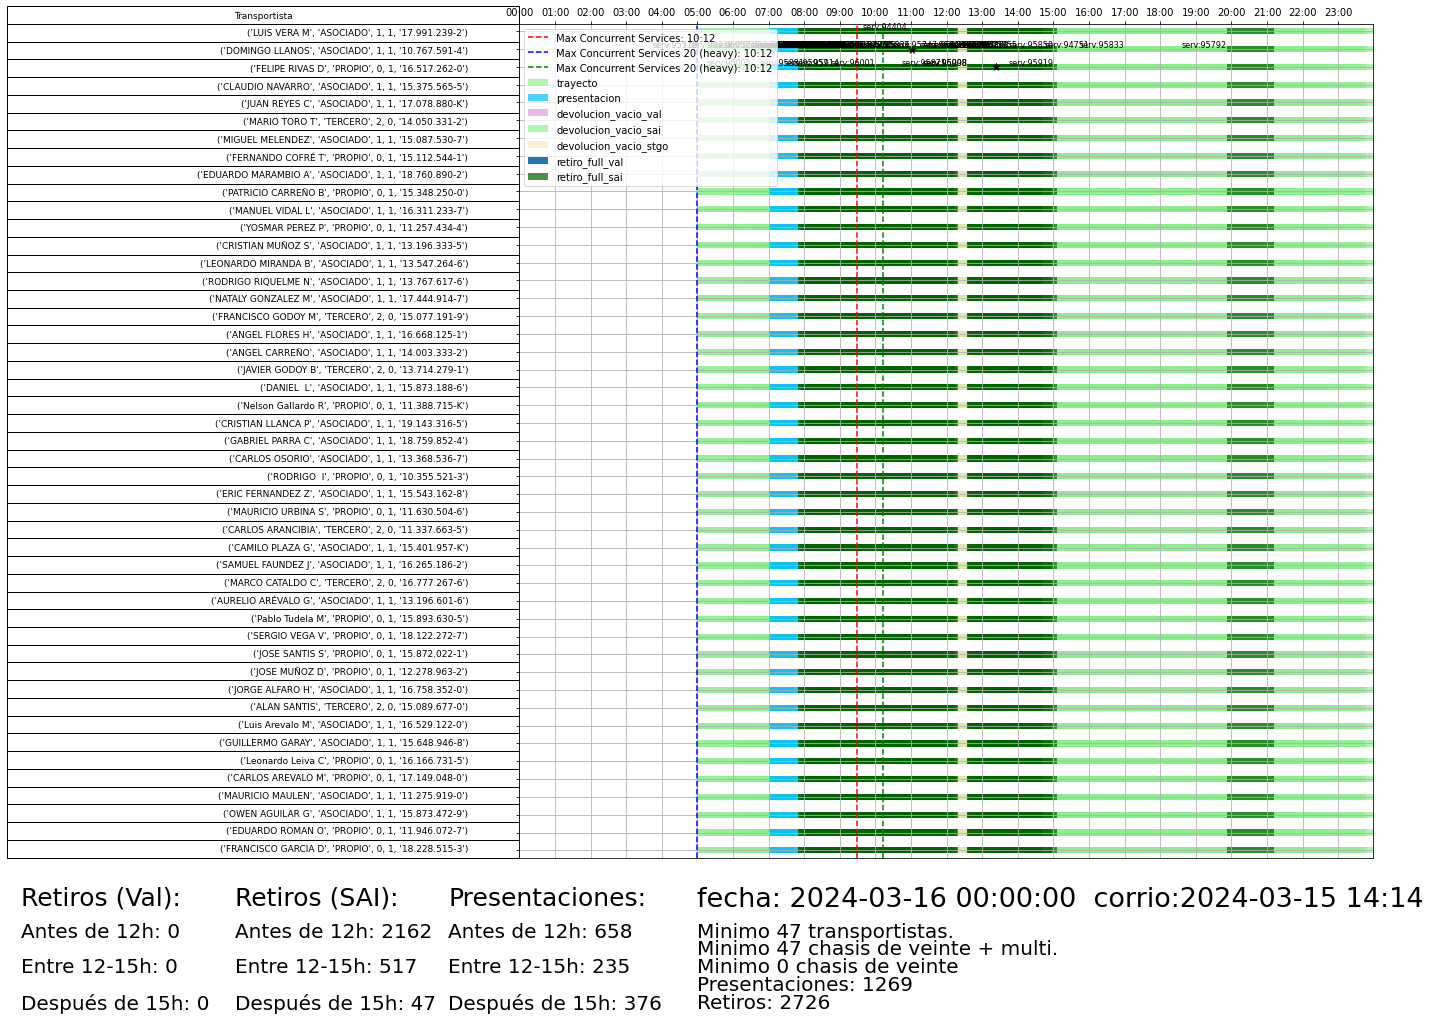 Transportista
00:00 01:00 02:00 03:00 04:00 05:00 06:00 07:00 08:00 09:00 10:00 11:00 12:00 13:00 14:00 15:00 16:00 17:00 18:00 19:00 20:00 21:00 22:00 23:00
('LUIS VERA M', 'ASOCIADO', 1, 1, '17.991.239-2')
serv:94404
('DOMINGO LLANOS', 'ASOCIADO', 1, 1, '10.767.591-4')
serv:94751
serv:95833
serv:95792
('FELIPE RIVAS D', 'PROPIO', 0, 1, '16.517.262-0')
serv:95919
('CLAUDIO NAVARRO', 'ASOCIADO', 1, 1, '15.375.565-5')
('JUAN REYES C', 'ASOCIADO', 1, 1, '17.078.880-K')
('MARIO TORO T', 'TERCERO', 2, 0, '14.050.331-2')
('MIGUEL MELENDEZ', 'ASOCIADO', 1, 1, '15.087.530-7')
('FERNANDO COFRÉ T', 'PROPIO', 0, 1, '15.112.544-1')
('EDUARDO MARAMBIO A', 'ASOCIADO', 1, 1, '18.760.890-2')
('PATRICIO CARREÑO B', 'PROPIO', 0, 1, '15.348.250-0')
('MANUEL VIDAL L', 'ASOCIADO', 1, 1, '16.311.233-7')
('YOSMAR PEREZ P', 'PROPIO', 0, 1, '11.257.434-4')
('CRISTIAN MUÑOZ S', 'ASOCIADO', 1, 1, '13.196.333-5')
('LEONARDO MIRANDA B', 'ASOCIADO', 1, 1, '13.547.264-6')
('RODRIGO RIQUELME N', 'ASOCIADO', 1, 1, '13.767.617-6')
('NATALY GONZALEZ M', 'ASOCIADO', 1, 1, '17.444.914-7')
('FRANCISCO GODOY M', 'TERCERO', 2, 0, '15.077.191-9')
('ANGEL FLORES H', 'ASOCIADO', 1, 1, '16.668.125-1')
('ANGEL CARREÑO', 'ASOCIADO', 1, 1, '14.003.333-2')
('JAVIER GODOY B', 'TERCERO', 2, 0, '13.714.279-1')
('DANIEL  L', 'ASOCIADO', 1, 1, '15.873.188-6')
('Nelson Gallardo R', 'PROPIO', 0, 1, '11.388.715-K')
('CRISTIAN LLANCA P', 'ASOCIADO', 1, 1, '19.143.316-5')
('GABRIEL PARRA C', 'ASOCIADO', 1, 1, '18.759.852-4')
('CARLOS OSORIO', 'ASOCIADO', 1, 1, '13.368.536-7')
('RODRIGO  I', 'PROPIO', 0, 1, '10.355.521-3')
('ERIC FERNANDEZ Z', 'ASOCIADO', 1, 1, '15.543.162-8')
('MAURICIO URBINA S', 'PROPIO', 0, 1, '11.630.504-6')
('CARLOS ARANCIBIA', 'TERCERO', 2, 0, '11.337.663-5')
('CAMILO PLAZA G', 'ASOCIADO', 1, 1, '15.401.957-K')
('SAMUEL FAUNDEZ J', 'ASOCIADO', 1, 1, '16.265.186-2')
('MARCO CATALDO C', 'TERCERO', 2, 0, '16.777.267-6')
('AURELIO ARÉVALO G', 'ASOCIADO', 1, 1, '13.196.601-6')
('Pablo Tudela M', 'PROPIO', 0, 1, '15.893.630-5')
('SERGIO VEGA V', 'PROPIO', 0, 1, '18.122.272-7')
('JOSE SANTIS S', 'PROPIO', 0, 1, '15.872.022-1')
('JOSE MUÑOZ D', 'PROPIO', 0, 1, '12.278.963-2')
('JORGE ALFARO H', 'ASOCIADO', 1, 1, '16.758.352-0')
('ALAN SANTIS', 'TERCERO', 2, 0, '15.089.677-0')
('Luis Arevalo M', 'ASOCIADO', 1, 1, '16.529.122-0')
('GUILLERMO GARAY', 'ASOCIADO', 1, 1, '15.648.946-8')
('Leonardo Leiva C', 'PROPIO', 0, 1, '16.166.731-5')
('CARLOS AREVALO M', 'PROPIO', 0, 1, '17.149.048-0')
('MAURICIO MAULEN', 'ASOCIADO', 1, 1, '11.275.919-0')
('OWEN AGUILAR G', 'ASOCIADO', 1, 1, '15.873.472-9')
('EDUARDO ROMAN O', 'PROPIO', 0, 1, '11.946.072-7')
('FRANCISCO GARCIA D', 'PROPIO', 0, 1, '18.228.515-3')
Max Concurrent Services: 10:12
Max Concurrent Services 20 (heavy): 10:12
Max Concurrent Services 20 (heavy): 10:12
trayecto
presentacion
devolucion_vacio_val
devolucion_vacio_sai
devolucion_vacio_stgo
retiro_full_val
retiro_full_sai
Retiros (Val):
Antes de 12h: 0
Entre 12-15h: 0
Después de 15h: 0
Retiros (SAI):
Antes de 12h: 2162
Entre 12-15h: 517
Después de 15h: 47
Presentaciones:
Antes de 12h: 658
Entre 12-15h: 235
Después de 15h: 376
fecha: 2024-03-16 00:00:00  corrio:2024-03-15 14:14
Minimo 47 transportistas.
Minimo 47 chasis de veinte + multi.
Minimo 0 chasis de veinte
Presentaciones: 1269
Retiros: 2726